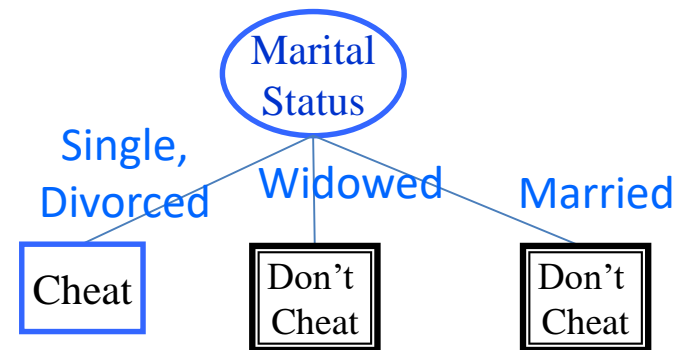 Marital
Status
Single,
Divorced
Widowed
Married
Cheat
Don’t
Cheat
Don’t
Cheat